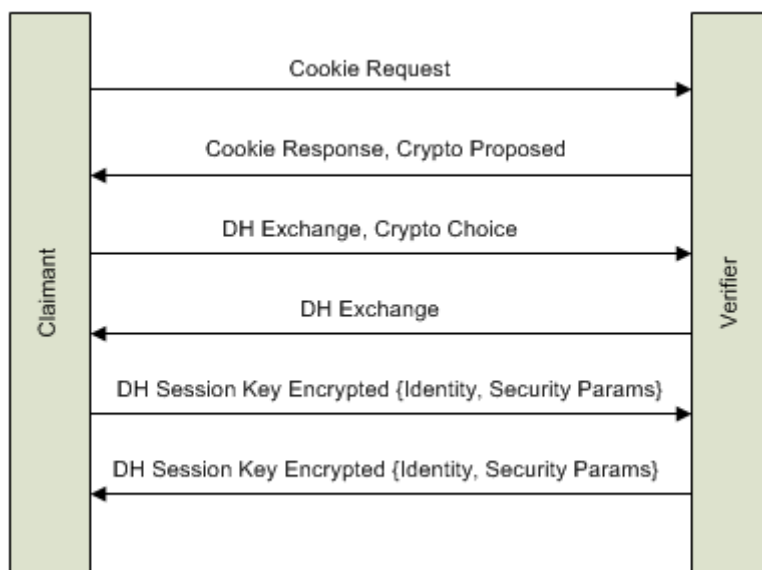 Cookie Request
Cookie Response, Crypto Proposed
DH Exchange, Crypto Choice
Claimant
Verifier
DH Exchange
DH Session Key Encrypted {Identity, Security Params}
DH Session Key Encrypted {Identity, Security Params}